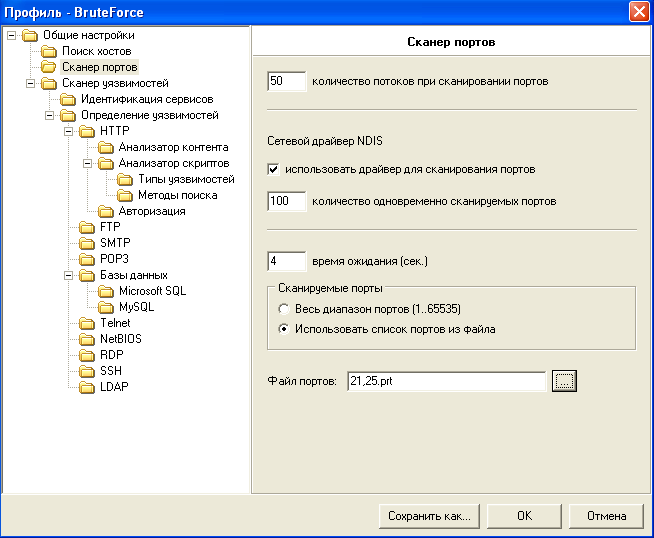 Профиль - BruteForce
Общие настройки
Поиск хостов
Сканер портов
Сканер уязвимостей
Идентификация сервисов
Определение уязвимостей
HTTP
Анализатор контента
Анализатор скриптов
Типы уязвимостей
Методы поиска
Авторизация
FTP
SMTP
POP3
Базы данных
Microsoft SQL
MySQL
Telnet
NetBIOS
RDP
SSH
LDAP
Сканер портов
50 количество потоков при сканировании портов
Сетевой драйвер NDIS
использовать драйвер для сканирования портов
100 количество одновременно сканируемых портов
4 время ожидания (сек.)
Сканируемые порты
Весь диапазон портов (1..65535)
Использовать список портов из файла
Файл портов: 21,25.prt ...
Сохранить как... OK Отмена